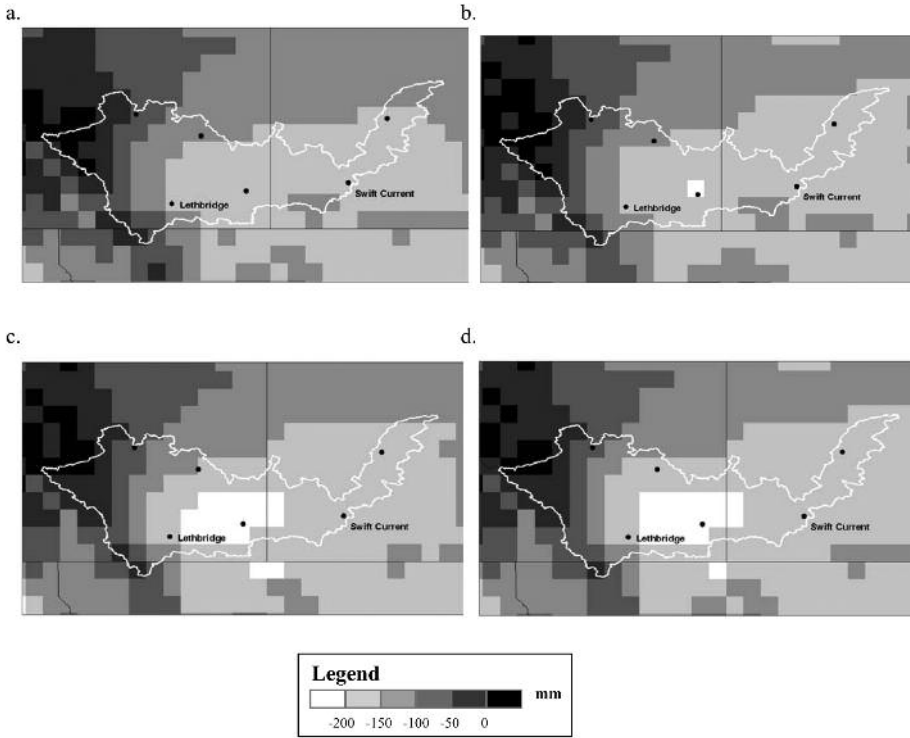 a.
b.
Lethbridge
Swift Current
Lethbridge
Swift Current
c.
d.
Lethbridge
Swift Current
Lethbridge
Swift Current
Legend
mm
-200 -150 -100 -50 0